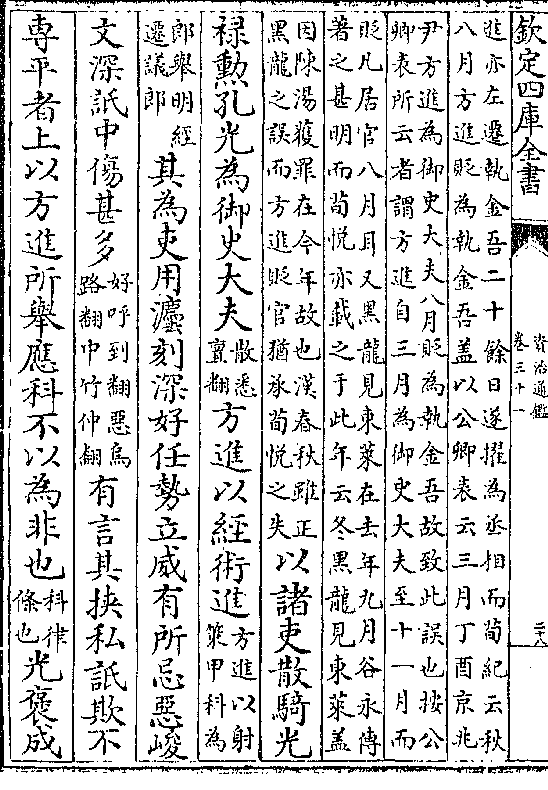 欽定四庫全書
資治通鑑
卷三十一
二十八
進亦左遷執金吾二十餘日遂擢為丞相而荀紀云秋
八月方進貶為執金吾蓋以公卿表云三月丁酉京兆
尹方進為御史大夫八月貶為執金吾故致此誤也按公
卿表所云者謂方進自三月為御史大夫至十一月而
貶凡居官八月耳又黑龍見東萊在去年九月谷永傳
著之甚明而荀悅亦載之于此年云冬黑龍見東萊蓋
因陳湯獲罪在今年故也漢春秋雖正
黑龍之誤而方進貶官猶承荀悅之失
以諸吏散騎光
祿勲孔光為御史大夫
散悉
亶翻
方進以經術進
方進以射
策甲科為
郎舉明經
遷議郎
其為吏用灋刻深好任勢立威有所忌惡峻
文深詆中傷甚多
好呼到翻惡烏
路翻中竹仲翻
有言其挾私詆欺不
専平者上以方進所舉應科不以為非也
科律
條也
光褒成